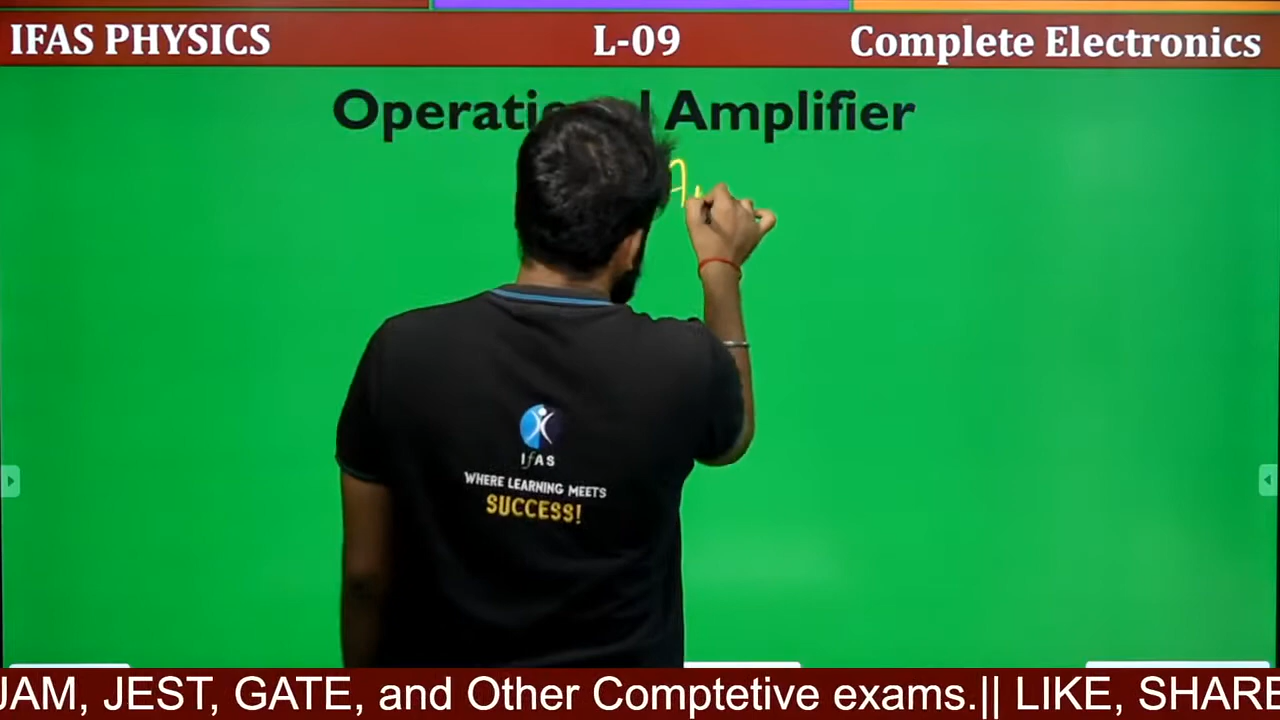 IFAS PHYSICS L-09 Complete Electronics
Amplifier
IfAS
WHERE LEARNING MEETS
SUCCESS!
JAM, JEST, GATE, and Other Comptetive exams.|| LIKE, SHARE